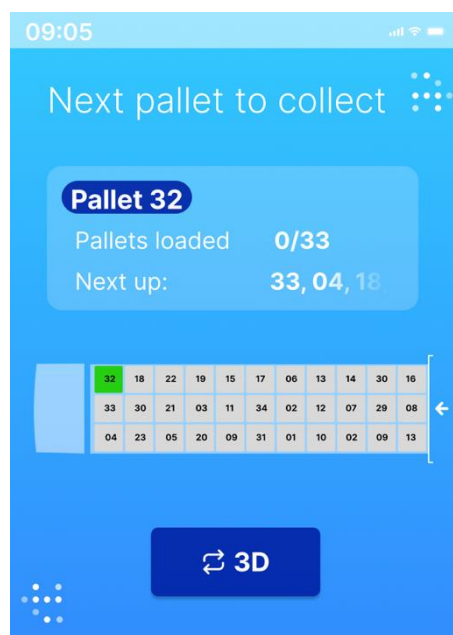 09:05
Next pallet to collect
Pallet 32
Pallets loaded 0/33
Next up: 33, 04, 18
32 18 22 19 15 17 06 13 14 30 16
33 30 21 03 11 34 02 12 07 29 08
04 23 05 20 09 31 01 10 02 09 13
3D